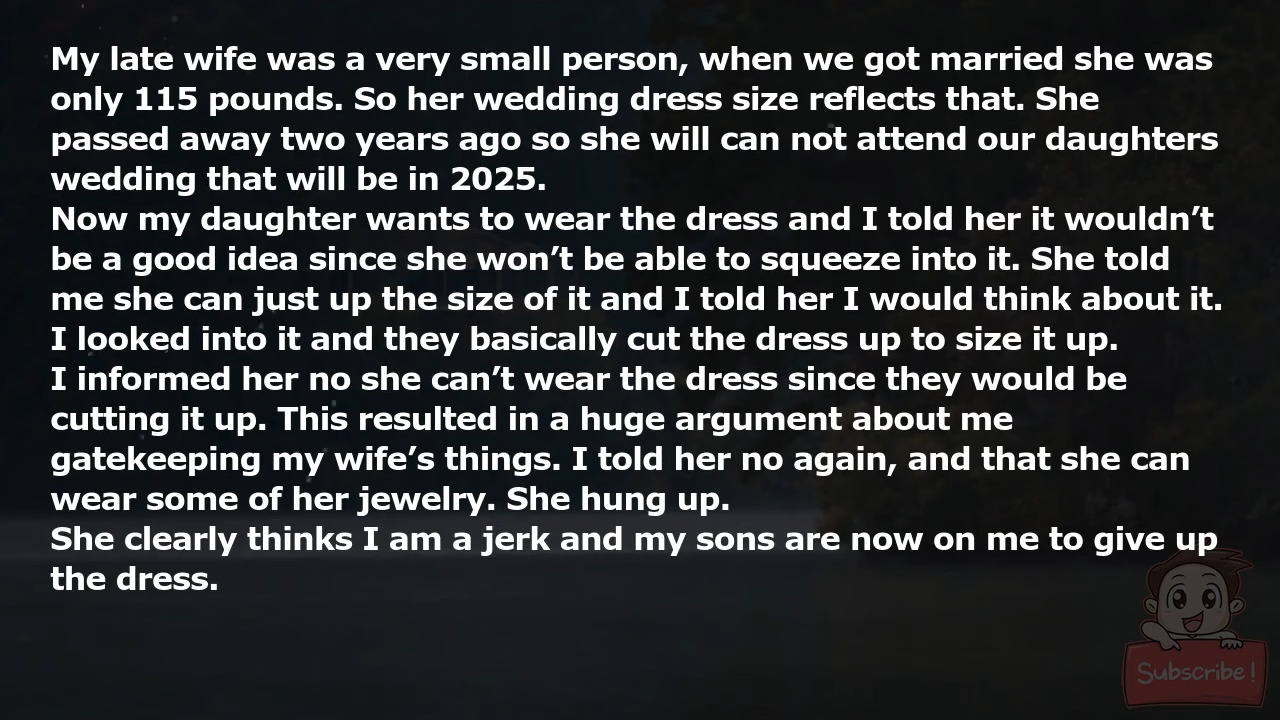 My late wife was a very small person, when we got married she was
only 115 pounds. So her wedding dress size reflects that. She
passed away two years ago so she will can not attend our daughters
wedding that will be in 2025.
Now my daughter wants to wear the dress and I told her it wouldn’t
be a good idea since she won’t be able to squeeze into it. She told
me she can just up the size of it and I told her I would think about it.
I looked into it and they basically cut the dress up to size it up.
I informed her no she can’t wear the dress since they would be
cutting it up. This resulted in a huge argument about me
gatekeeping my wife’s things. I told her no again, and that she can
wear some of her jewelry. She hung up.
She clearly thinks I am a jerk and my sons are now on me to give up
the dress.
Subscribe!